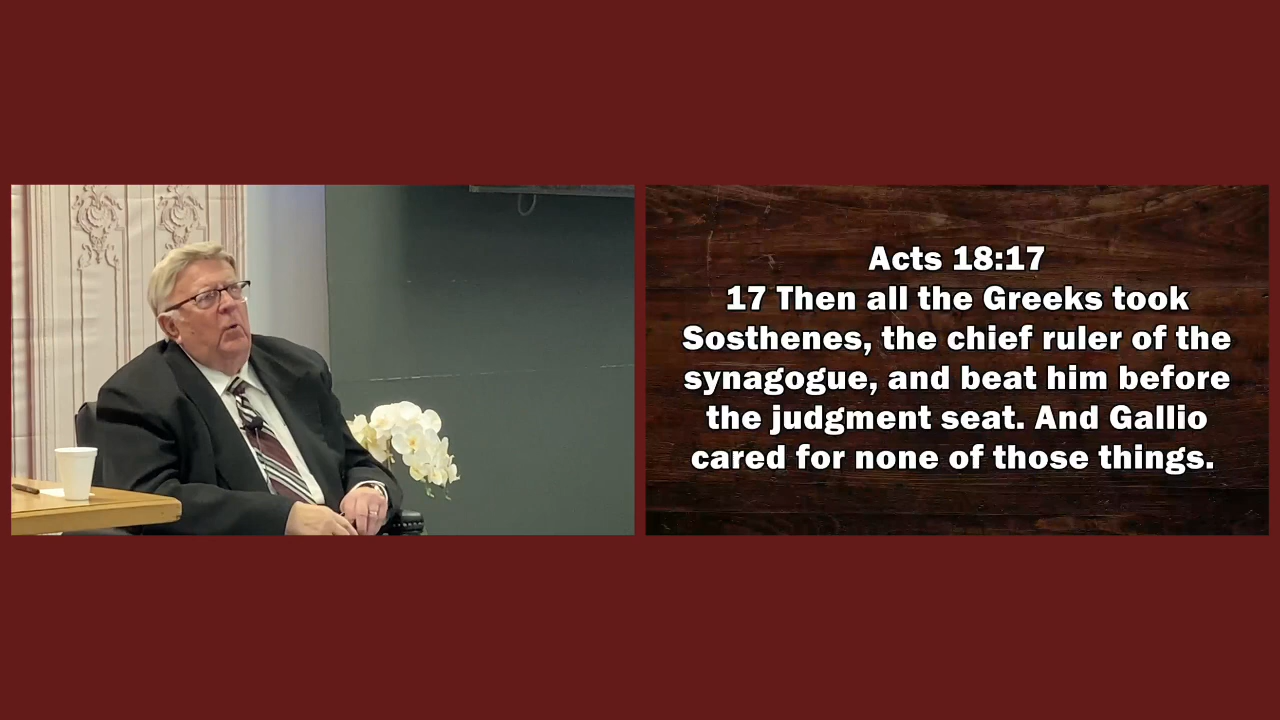 Acts 18:17
17 Then all the Greeks took
Sosthenes, the chief ruler of the
synagogue, and beat him before
the judgment seat. And Gallio
cared for none of those things.